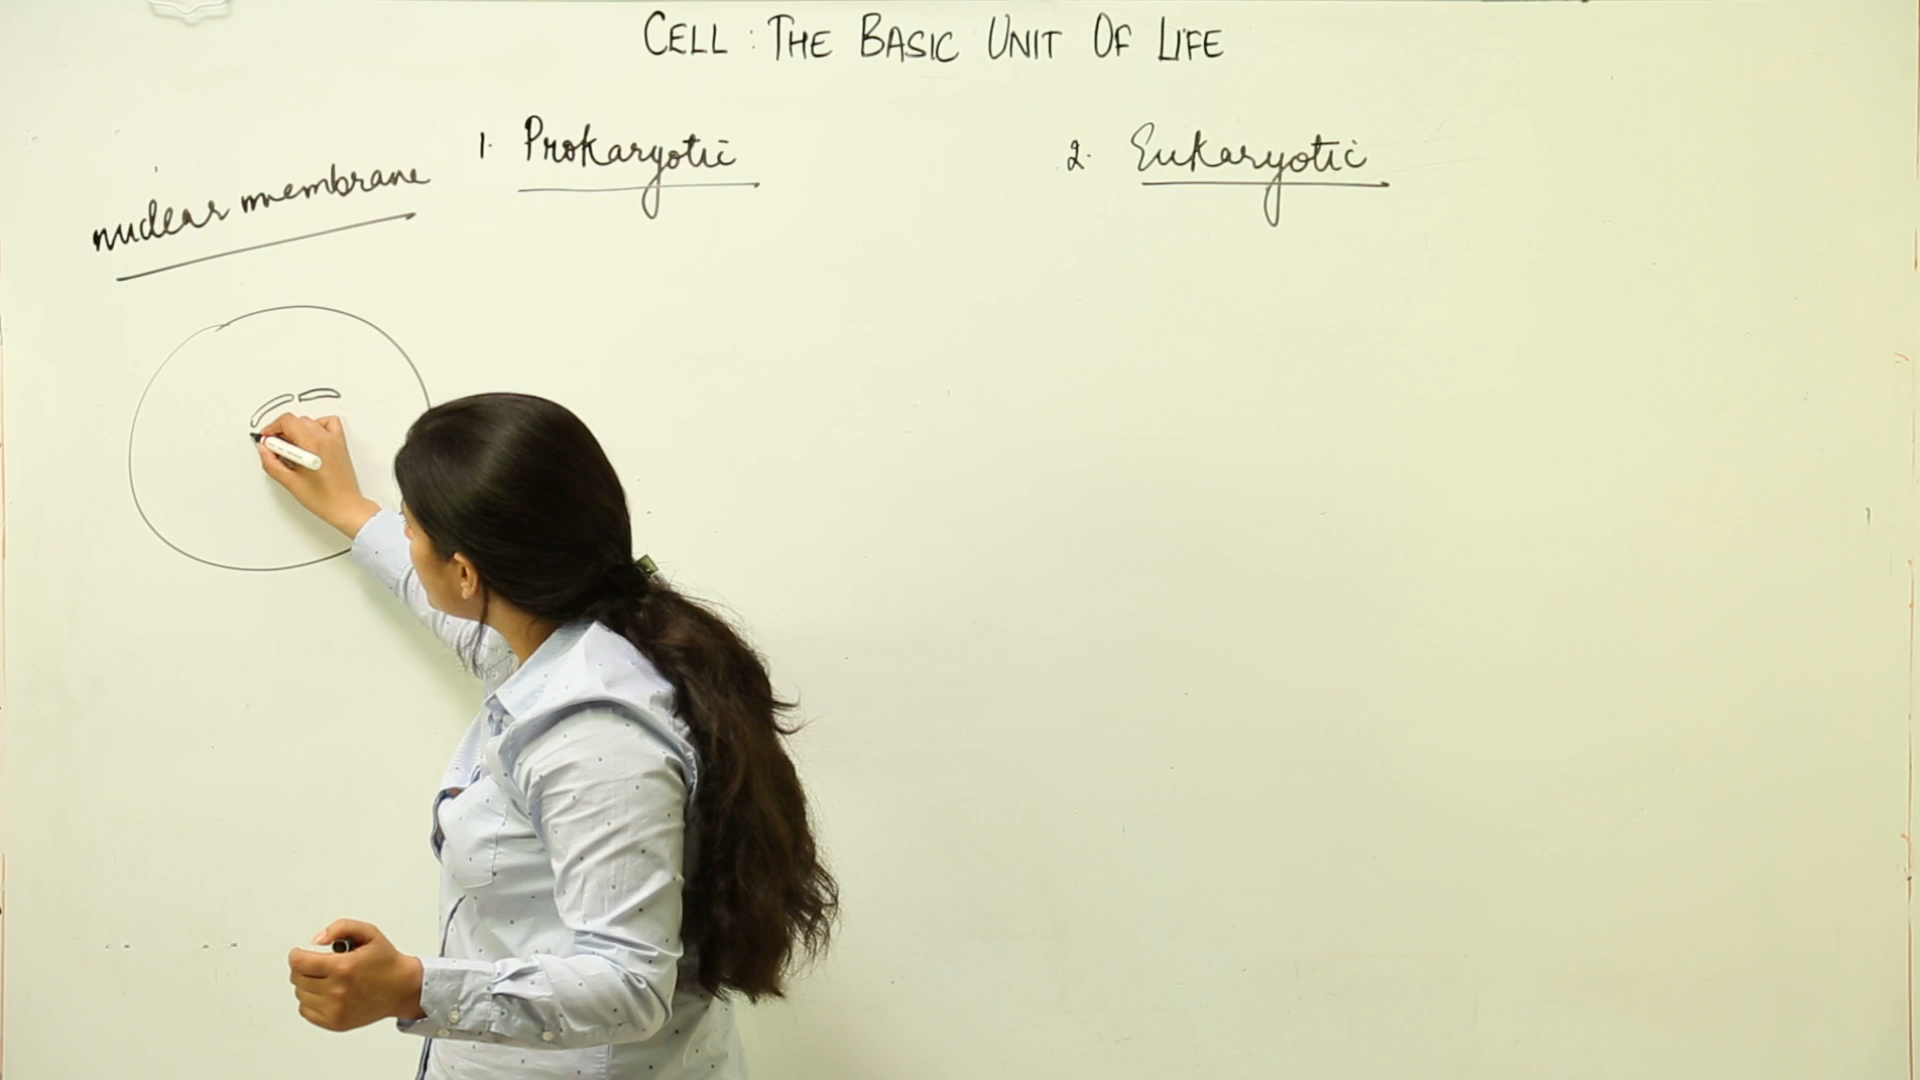 CELL : THE BASIC UNIT OF LIFE
1. Prokaryotic
2. Eukaryotic
nuclear membrane